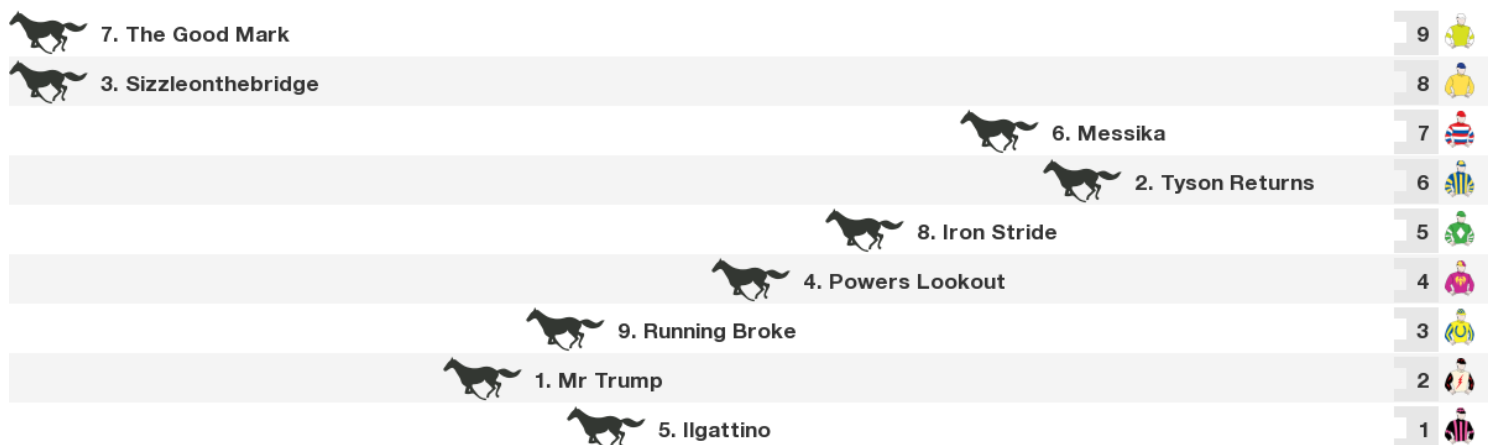 7. The Good Mark 9
3. Sizzleonthebridge 8
6. Messika 7
2. Tyson Returns 6
8. Iron Stride 5
4. Powers Lookout 4
9. Running Broke 3
1. Mr Trump 2
5. Ilgattino 1